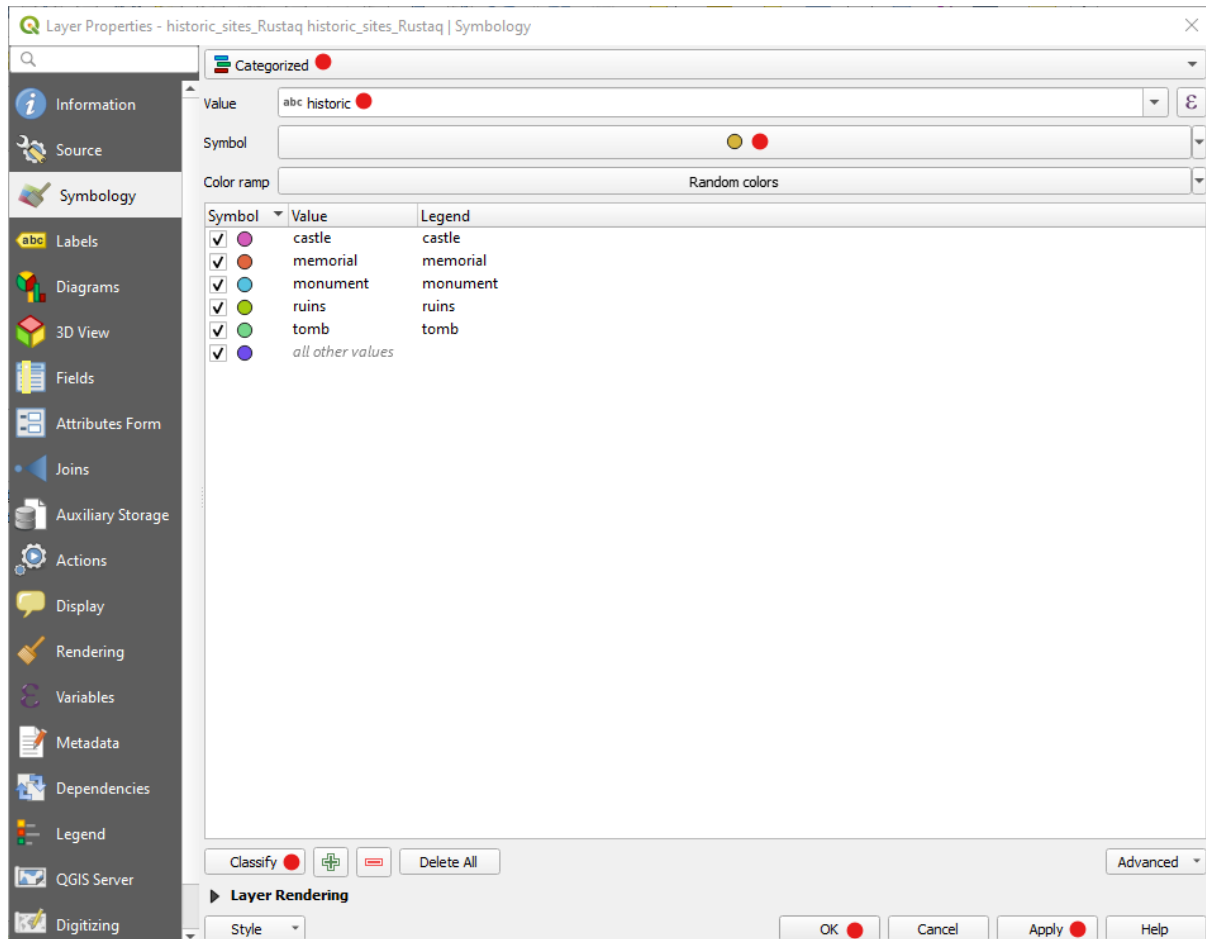 Layer Properties - historic_sites_Rustaq historic_sites_Rustaq | Symbology
Categorized
Information
Value
abc historic
ε
Source
Symbol
Symbology
Color ramp
Random colors
Symbol Value Legend
abc Labels
castle castle
memorial memorial
Diagrams
monument monument
ruins ruins
3D View
tomb tomb
all other values
Fields
Attributes Form
Joins
Auxiliary Storage
Actions
Display
Rendering
Variables
Metadata
Dependencies
Legend
QGIS Server
Digitizing
Classify
Delete All
Advanced
Layer Rendering
Style
OK
Cancel
Apply
Help